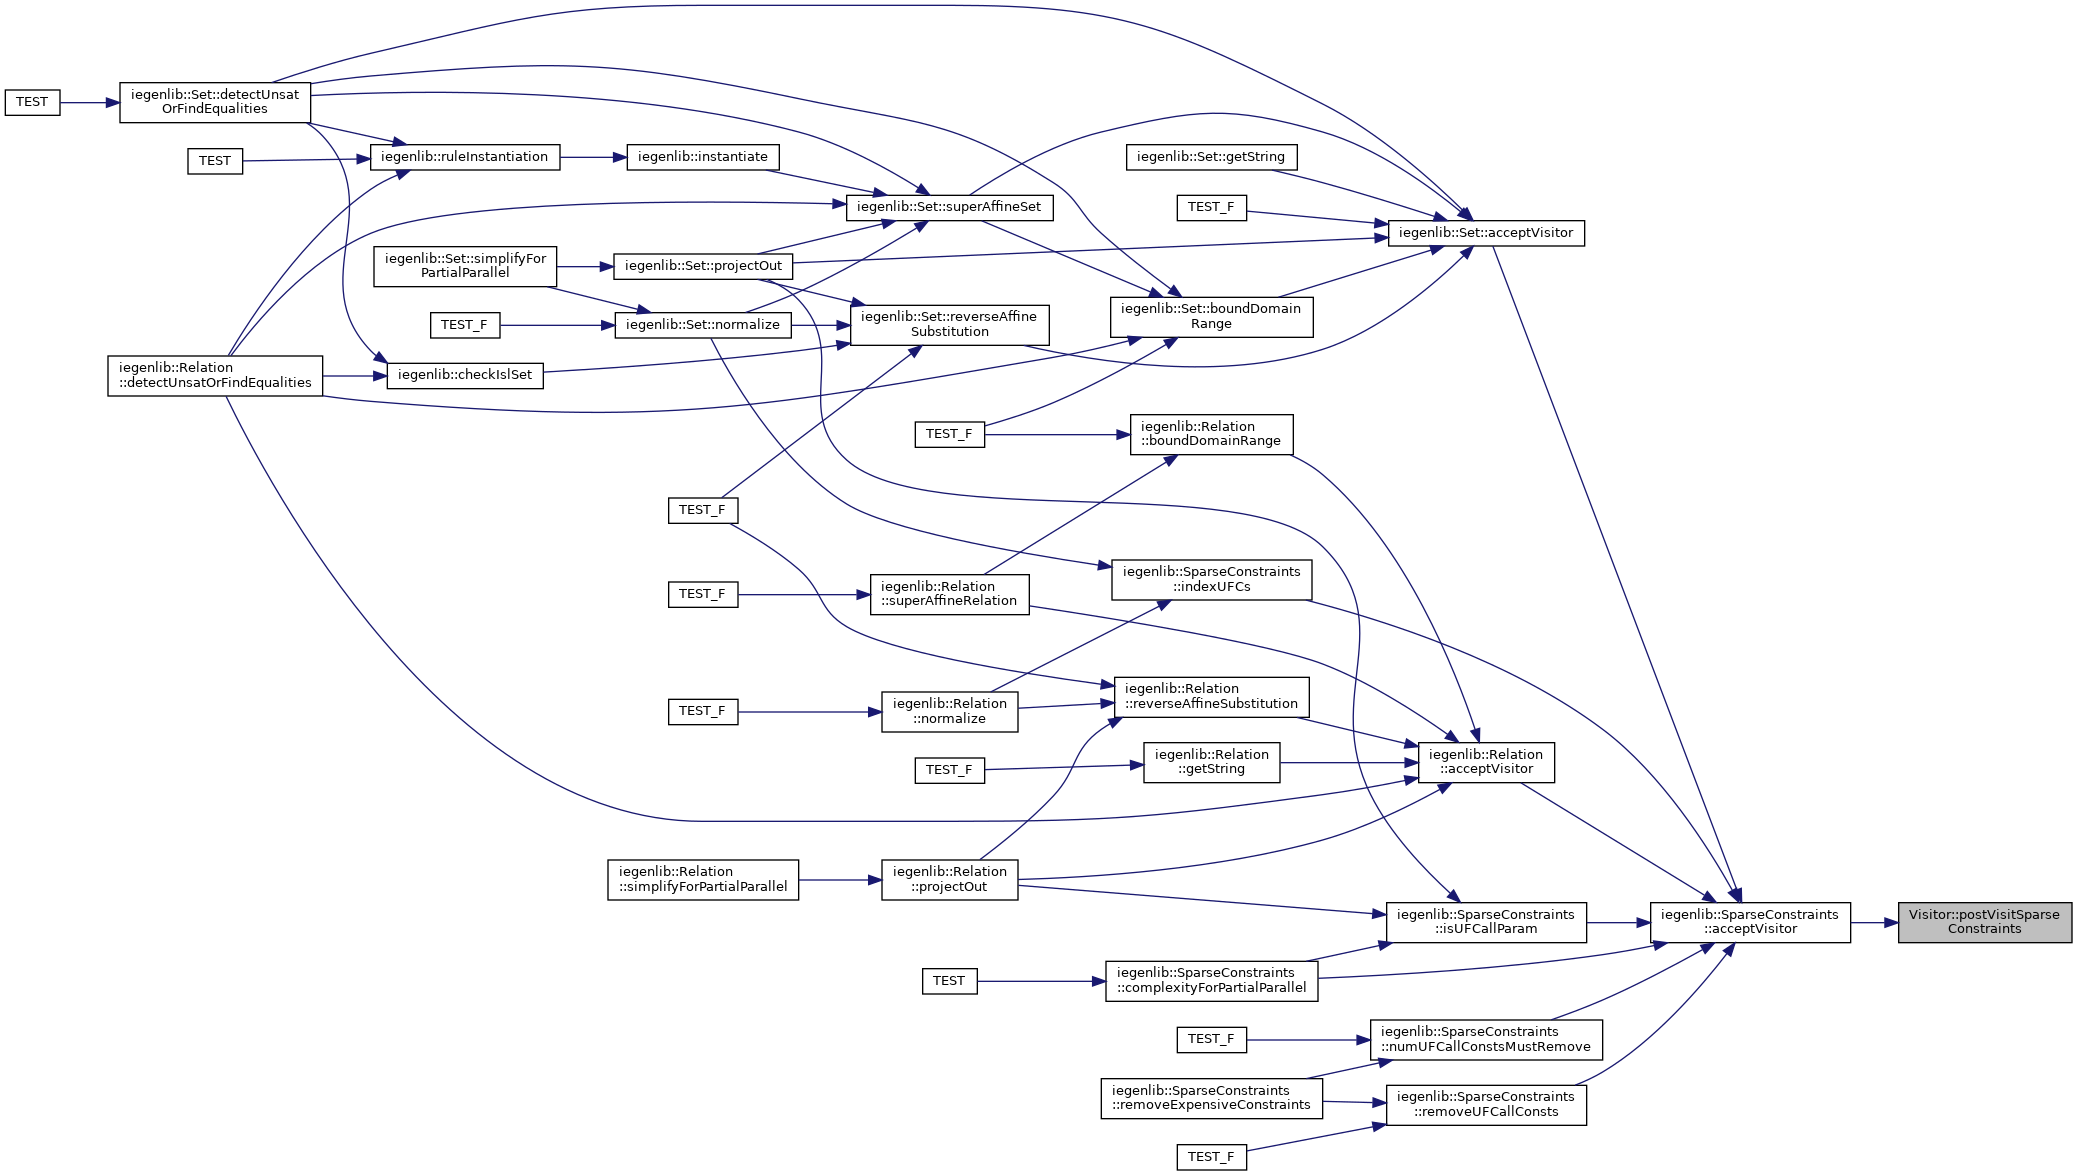 iegenlib::Set::detectUnsat
OrFindEqualities
TEST
iegenlib::ruleInstantiation
iegenlib::instantiate
iegenlib::Set::getString
TEST
iegenlib::Set::superAffineSet
TEST_F
iegenlib::Set::acceptVisitor
iegenlib::Set::simplifyFor
PartialParallel
iegenlib::Set::projectOut
iegenlib::Set::reverseAffine
Substitution
iegenlib::Set::boundDomain
Range
TEST_F
iegenlib::Set::normalize
iegenlib::Relation
::detectUnsatOrFindEqualities
iegenlib::checkIslSet
TEST_F
iegenlib::Relation
::boundDomainRange
TEST_F
iegenlib::SparseConstraints
::indexUFCs
TEST_F
iegenlib::Relation
::superAffineRelation
iegenlib::Relation
::reverseAffineSubstitution
TEST_F
iegenlib::Relation
::normalize
iegenlib::Relation
::acceptVisitor
TEST_F
iegenlib::Relation
::getString
iegenlib::Relation
::simplifyForPartialParallel
iegenlib::Relation
::projectOut
iegenlib::SparseConstraints
::isUFCallParam
iegenlib::SparseConstraints
::acceptVisitor
Visitor::postVisitSparse
Constraints
TEST
iegenlib::SparseConstraints
::complexityForPartialParallel
TEST_F
iegenlib::SparseConstraints
::numUFCallConstsMustRemove
iegenlib::SparseConstraints
::removeExpensiveConstraints
iegenlib::SparseConstraints
::removeUFCallConsts
TEST_F